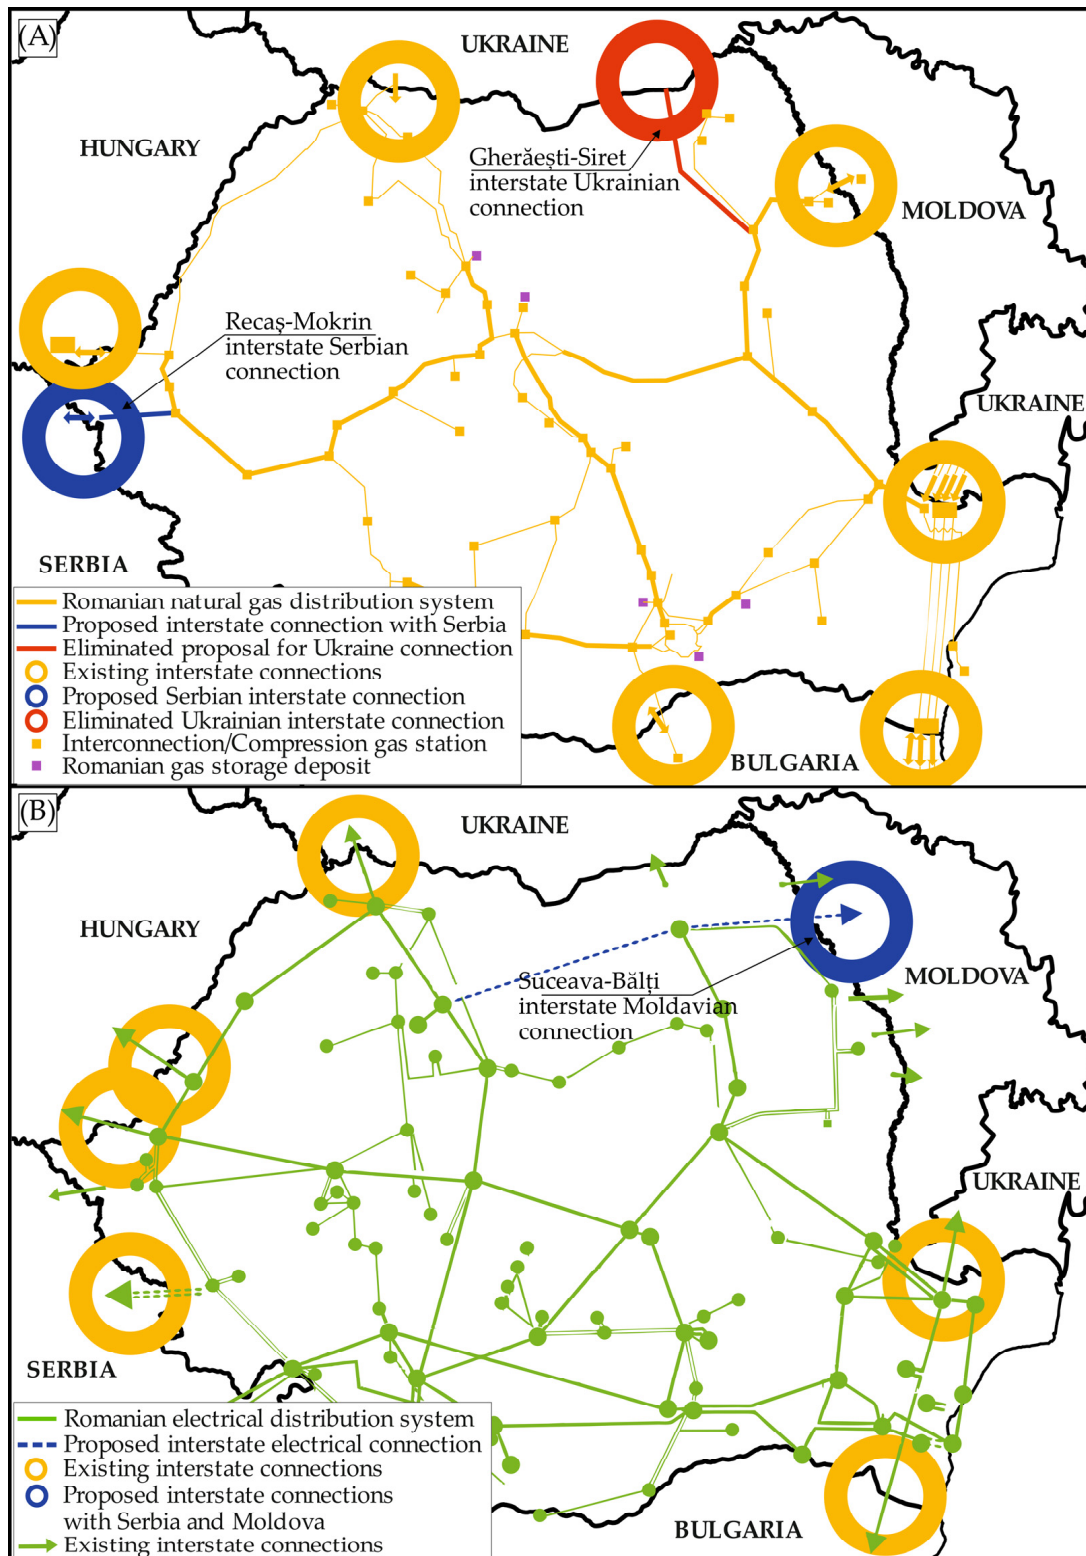 (A)
UKRAINE
HUNGARY
Gherăești-Siret
interstate Ukrainian
connection
MOLDOVA
Recaș-Mokrin
interstate Serbian
connection
UKRAINE
SERBIA
Romanian natural gas distribution system
Proposed interstate connection with Serbia
Eliminated proposal for Ukraine connection
Existing interstate connections
Proposed Serbian interstate connection
Eliminated Ukrainian interstate connection
Interconnection/Compression gas station
Romanian gas storage deposit
BULGARIA
(B)
UKRAINE
HUNGARY
MOLDOVA
Suceava-Bălți
interstate Moldavian
connection
UKRAINE
SERBIA
Romanian electrical distribution system
Proposed interstate electrical connection
Existing interstate connections
Proposed interstate connections
with Serbia and Moldova
Existing interstate connections
BULGARIA